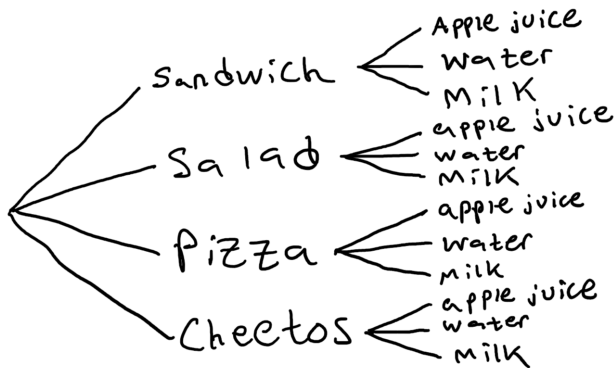 Sandwich
Apple juice
water
Milk
Salad
apple juice
water
Milk
Pizza
apple juice
water
Milk
Cheetos
apple juice
water
Milk